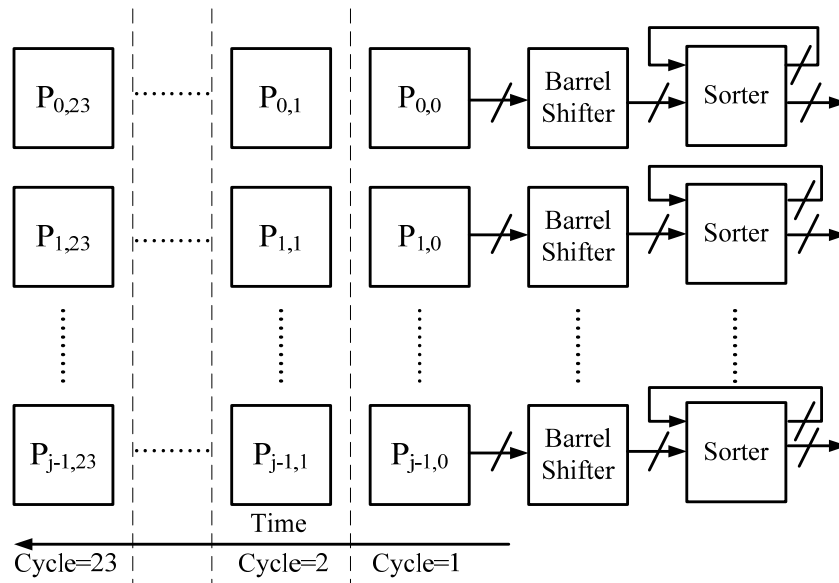 P0,23 P0,1 P0,0 Barrel Shifter Sorter
P1,23 P1,1 P1,0 Barrel Shifter Sorter
Pj-1,23 Pj-1,1 Pj-1,0 Barrel Shifter Sorter
Time
Cycle=23 Cycle=2 Cycle=1